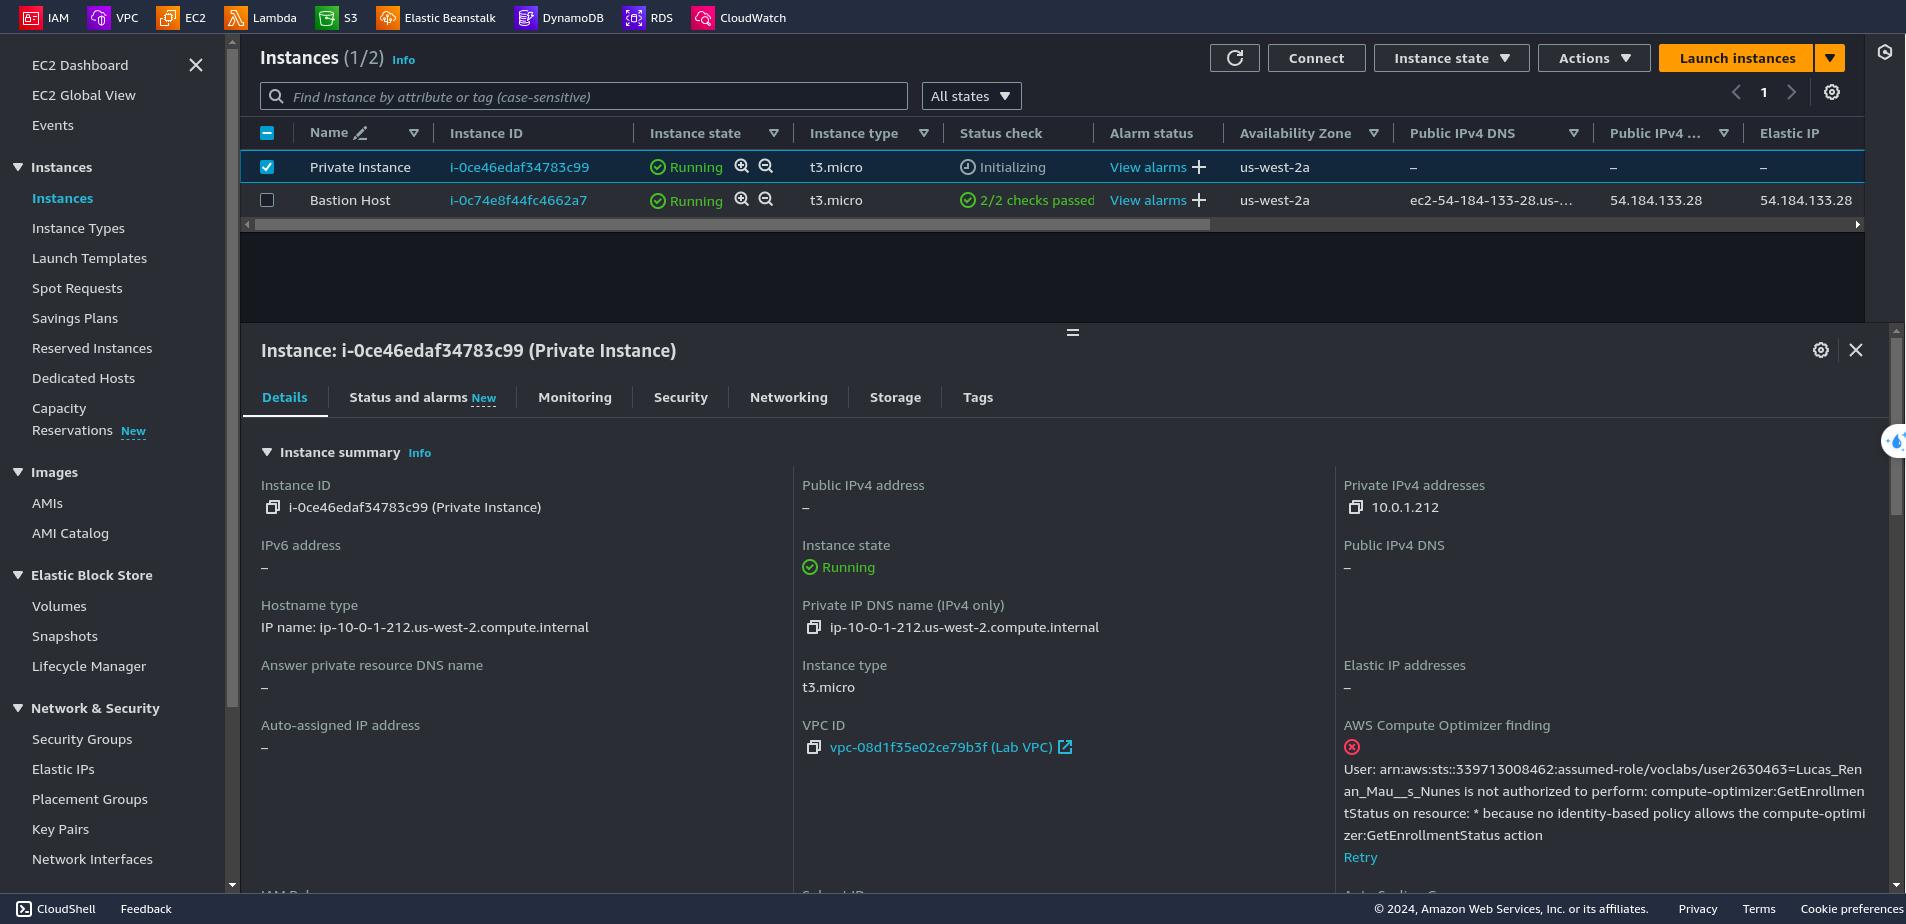 IAM VPC EC2 Lambda S3 Elastic Beanstalk DynamoDB RDS CloudWatch
EC2 Dashboard
EC2 Global View
Events
Instances
Instances
Instance Types
Launch Templates
Spot Requests
Savings Plans
Reserved Instances
Dedicated Hosts
Capacity
Reservations New
Images
AMIs
AMI Catalog
Elastic Block Store
Volumes
Snapshots
Lifecycle Manager
Network & Security
Security Groups
Elastic IPs
Placement Groups
Key Pairs
Network Interfaces
Instances (1/2) Info
Connect Instance state Actions Launch instances
Find Instance by attribute or tag (case-sensitive) All states 1
Name Instance ID Instance state Instance type Status check Alarm status Availability Zone Public IPv4 DNS Public IPv4 ... Elastic IP
Private Instance i-0ce46edaf34783c99 Running t3.micro Initializing View alarms us-west-2a – – –
Bastion Host i-0c74e8f44fc4662a7 Running t3.micro 2/2 checks passed View alarms us-west-2a ec2-54-184-133-28.us-... 54.184.133.28 54.184.133.28
Instance: i-0ce46edaf34783c99 (Private Instance)
Details Status and alarms New Monitoring Security Networking Storage Tags
Instance summary Info
Instance ID
i-0ce46edaf34783c99 (Private Instance)
Public IPv4 address
–
Private IPv4 addresses
10.0.1.212
IPv6 address
–
Instance state
Running
Public IPv4 DNS
–
Hostname type
IP name: ip-10-0-1-212.us-west-2.compute.internal
Private IP DNS name (IPv4 only)
ip-10-0-1-212.us-west-2.compute.internal
Answer private resource DNS name
–
Instance type
t3.micro
Elastic IP addresses
–
Auto-assigned IP address
–
VPC ID
vpc-08d1f35e02ce79b3f (Lab VPC)
AWS Compute Optimizer finding
User: arn:aws:sts::339713008462:assumed-role/voclabs/user2630463=Lucas_Ren
an_Mau__s_Nunes is not authorized to perform: compute-optimizer:GetEnrollmen
tStatus on resource: * because no identity-based policy allows the compute-optimi
zer:GetEnrollmentStatus action
Retry
CloudShell Feedback © 2024, Amazon Web Services, Inc. or its affiliates. Privacy Terms Cookie preferences